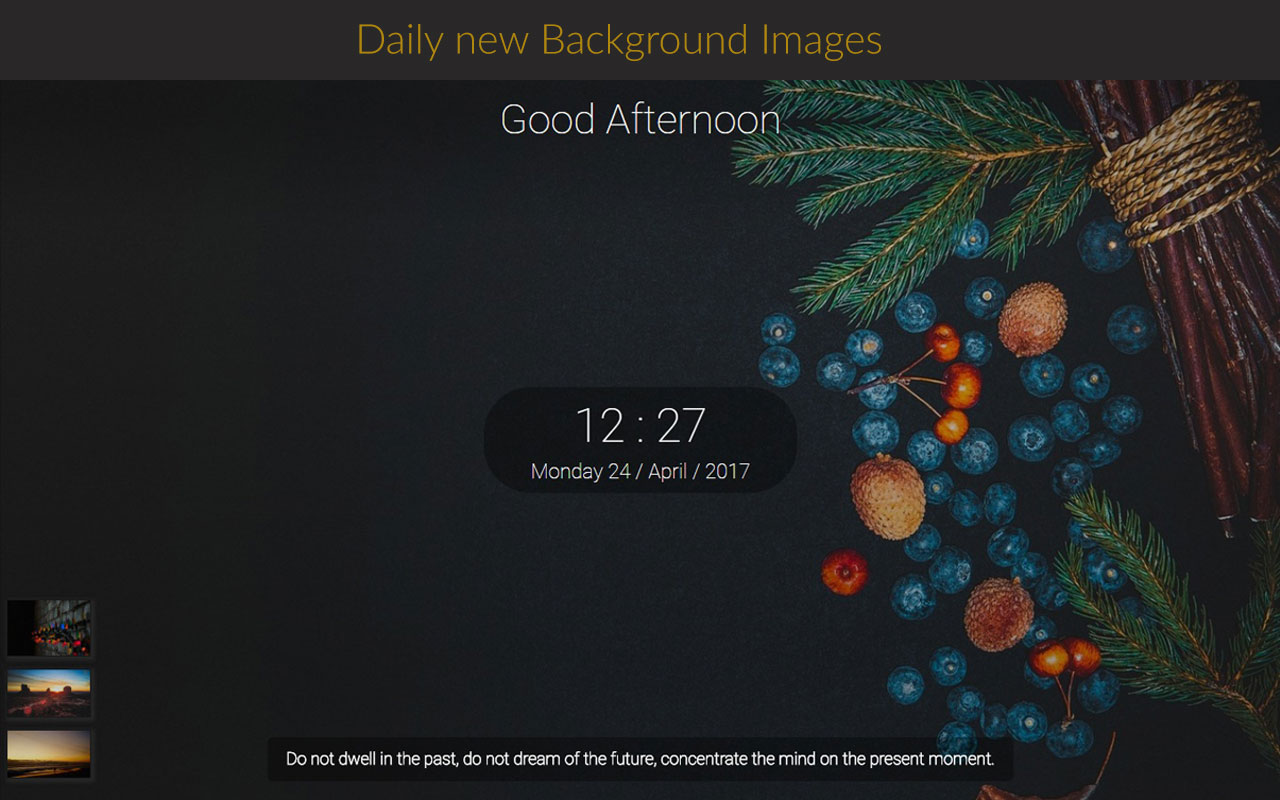 Daily new Background Images
Good Afternoon
12 : 27
Monday 24 / April / 2017
Do not dwell in the past, do not dream of the future, concentrate the mind on the present moment.